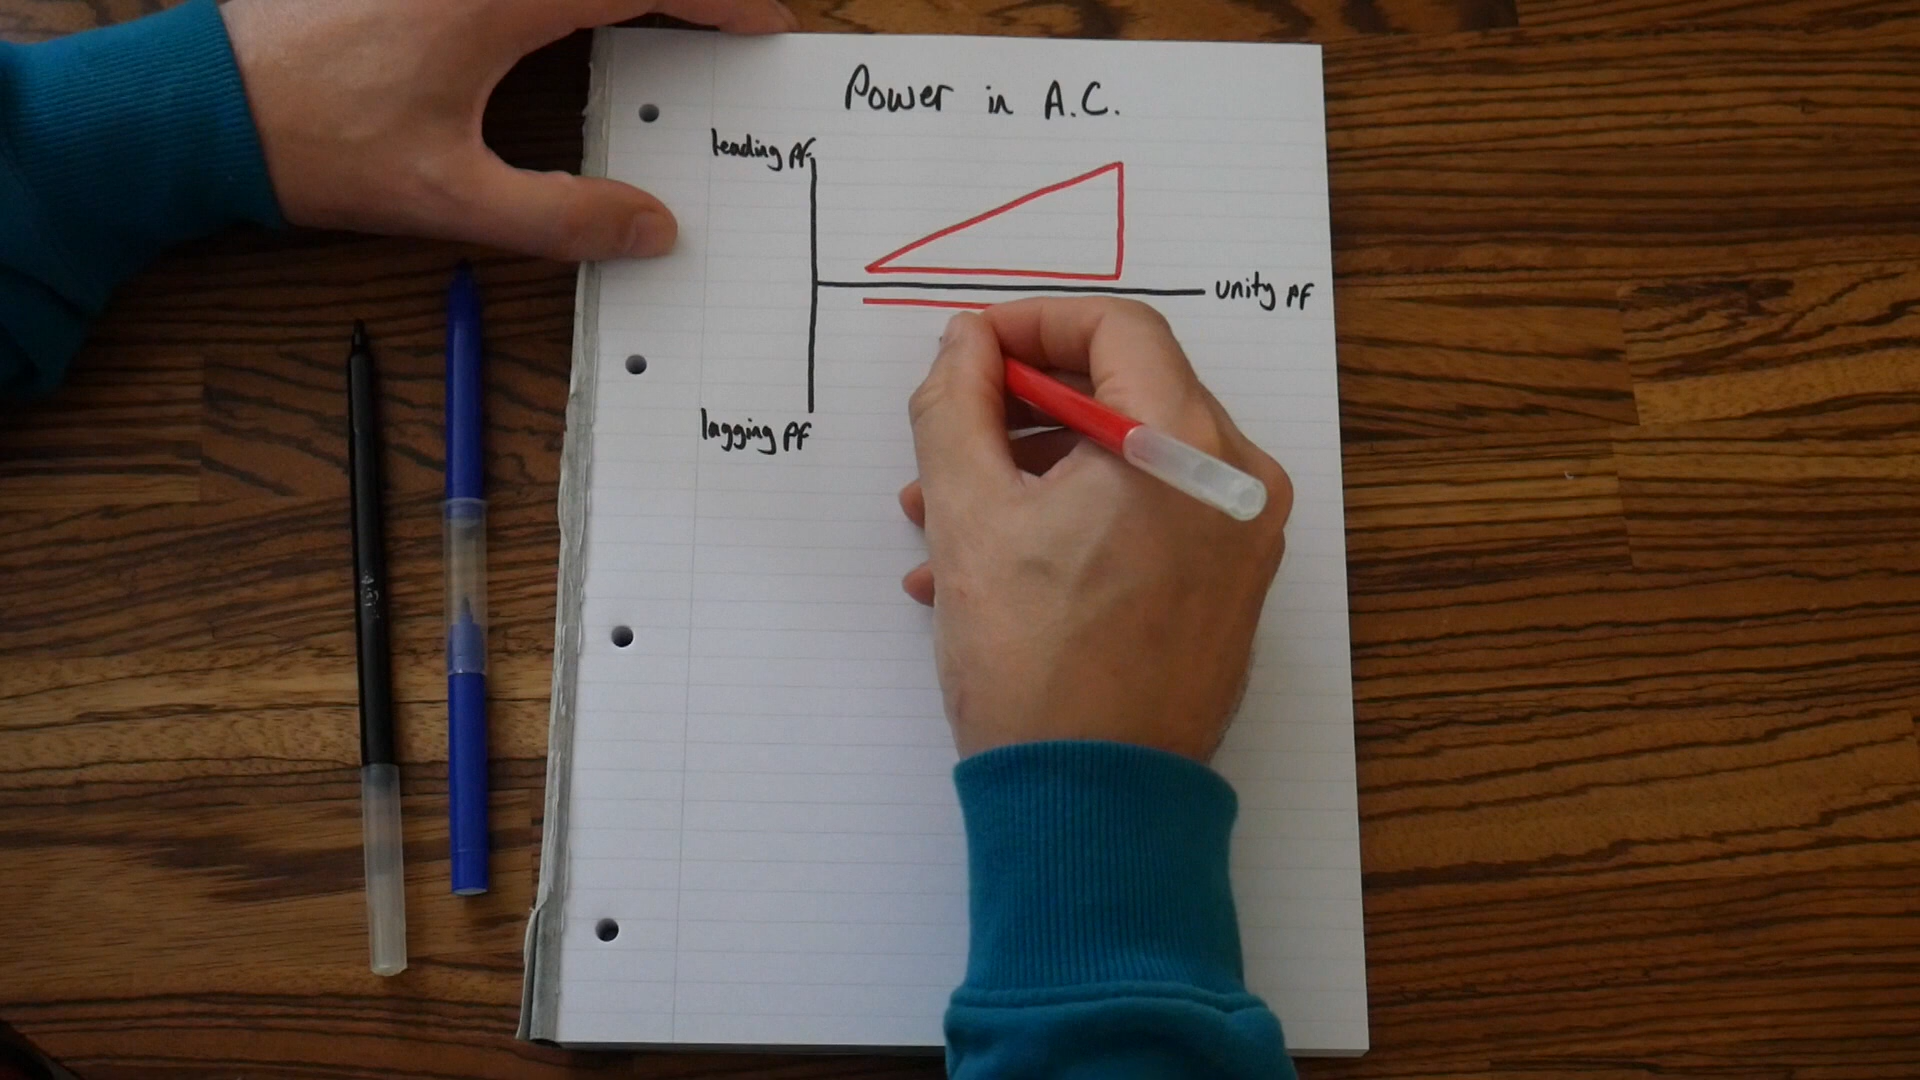 Power in A.C.
leading PF
unity PF
lagging PF